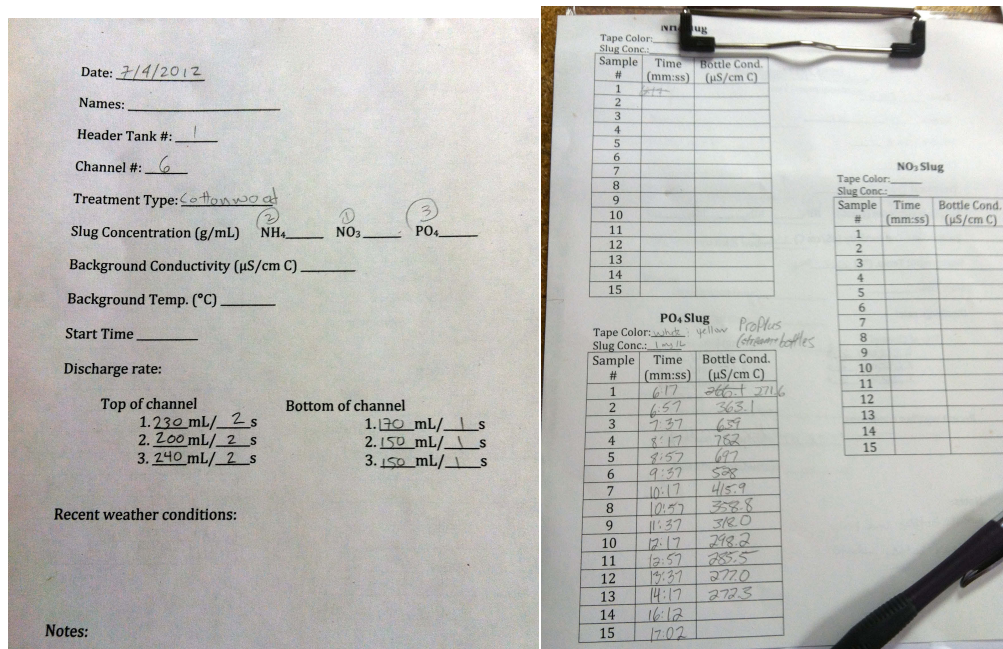 Date: 7/4/2012
Names:
Header Tank #: 1
Channel #: 6
Treatment Type: Cottonwood
② ① ③
Slug Concentration (g/mL) NH₄ NO₃ PO₄
Background Conductivity (µS/cm C)
Background Temp. (°C)
Start Time
Discharge rate:
Top of channel
1. 230 mL/ 2 s
2. 200 mL/ 2 s
3. 240 mL/ 2 s
Bottom of channel
1. 170 mL/ 1 s
2. 150 mL/ 1 s
3. 150 mL/ 1 s
Recent weather conditions:
Notes:
NH₄ Slug
Tape Color:
Slug Conc.:
Sample # Time (mm:ss) Bottle Cond. (µS/cm C)
1
2
3
4
5
6
7
8
9
10
11
12
13
14
15
PO₄ Slug
Tape Color: white yellow ProPlus
Slug Conc.: bottles
Sample # Time (mm:ss) Bottle Cond. (µS/cm C)
1 6:17 266.1 271.6
2 6:57 363.1
3 7:37 639
4 8:17 782
5 8:57 697
6 9:37 528
7 10:17 415.9
8 10:57 358.8
9 11:37 318.0
10 12:17 298.2
11 12:57 285.5
12 13:37 277.0
13 14:17 272.3
14 16:12
15 17:02
NO₃ Slug
Tape Color:
Slug Conc.:
Sample # Time (mm:ss) Bottle Cond. (µS/cm C)
1
2
3
4
5
6
7
8
9
10
11
12
13
14
15